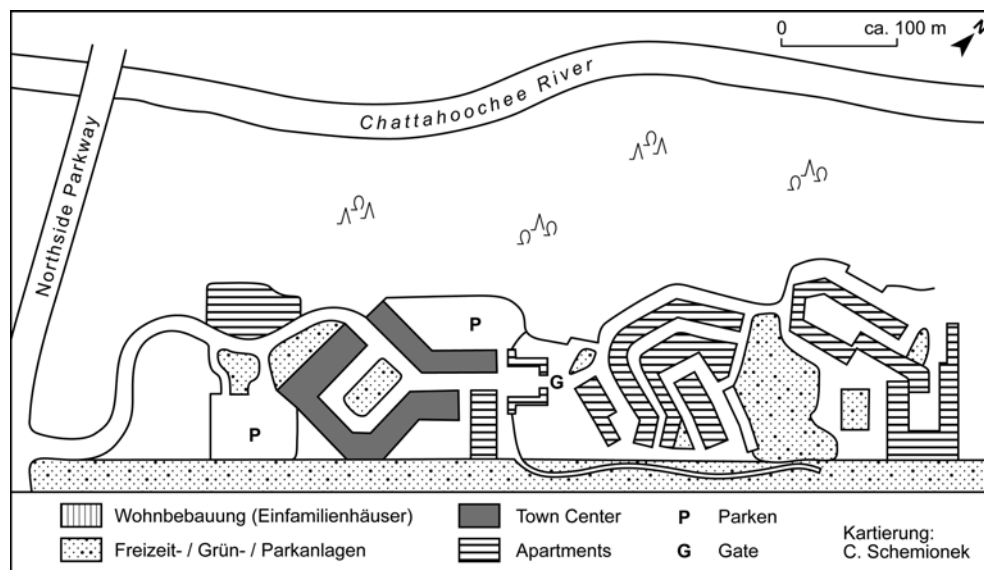 0 ca. 100 m
N
Chattahoochee River
Northside Parkway
P
G
P
Wohnbebauung (Einfamilienhäuser)
Town Center
P Parken
Freizeit- / Grün- / Parkanlagen
Apartments
G Gate
Kartierung:
C. Schemionek